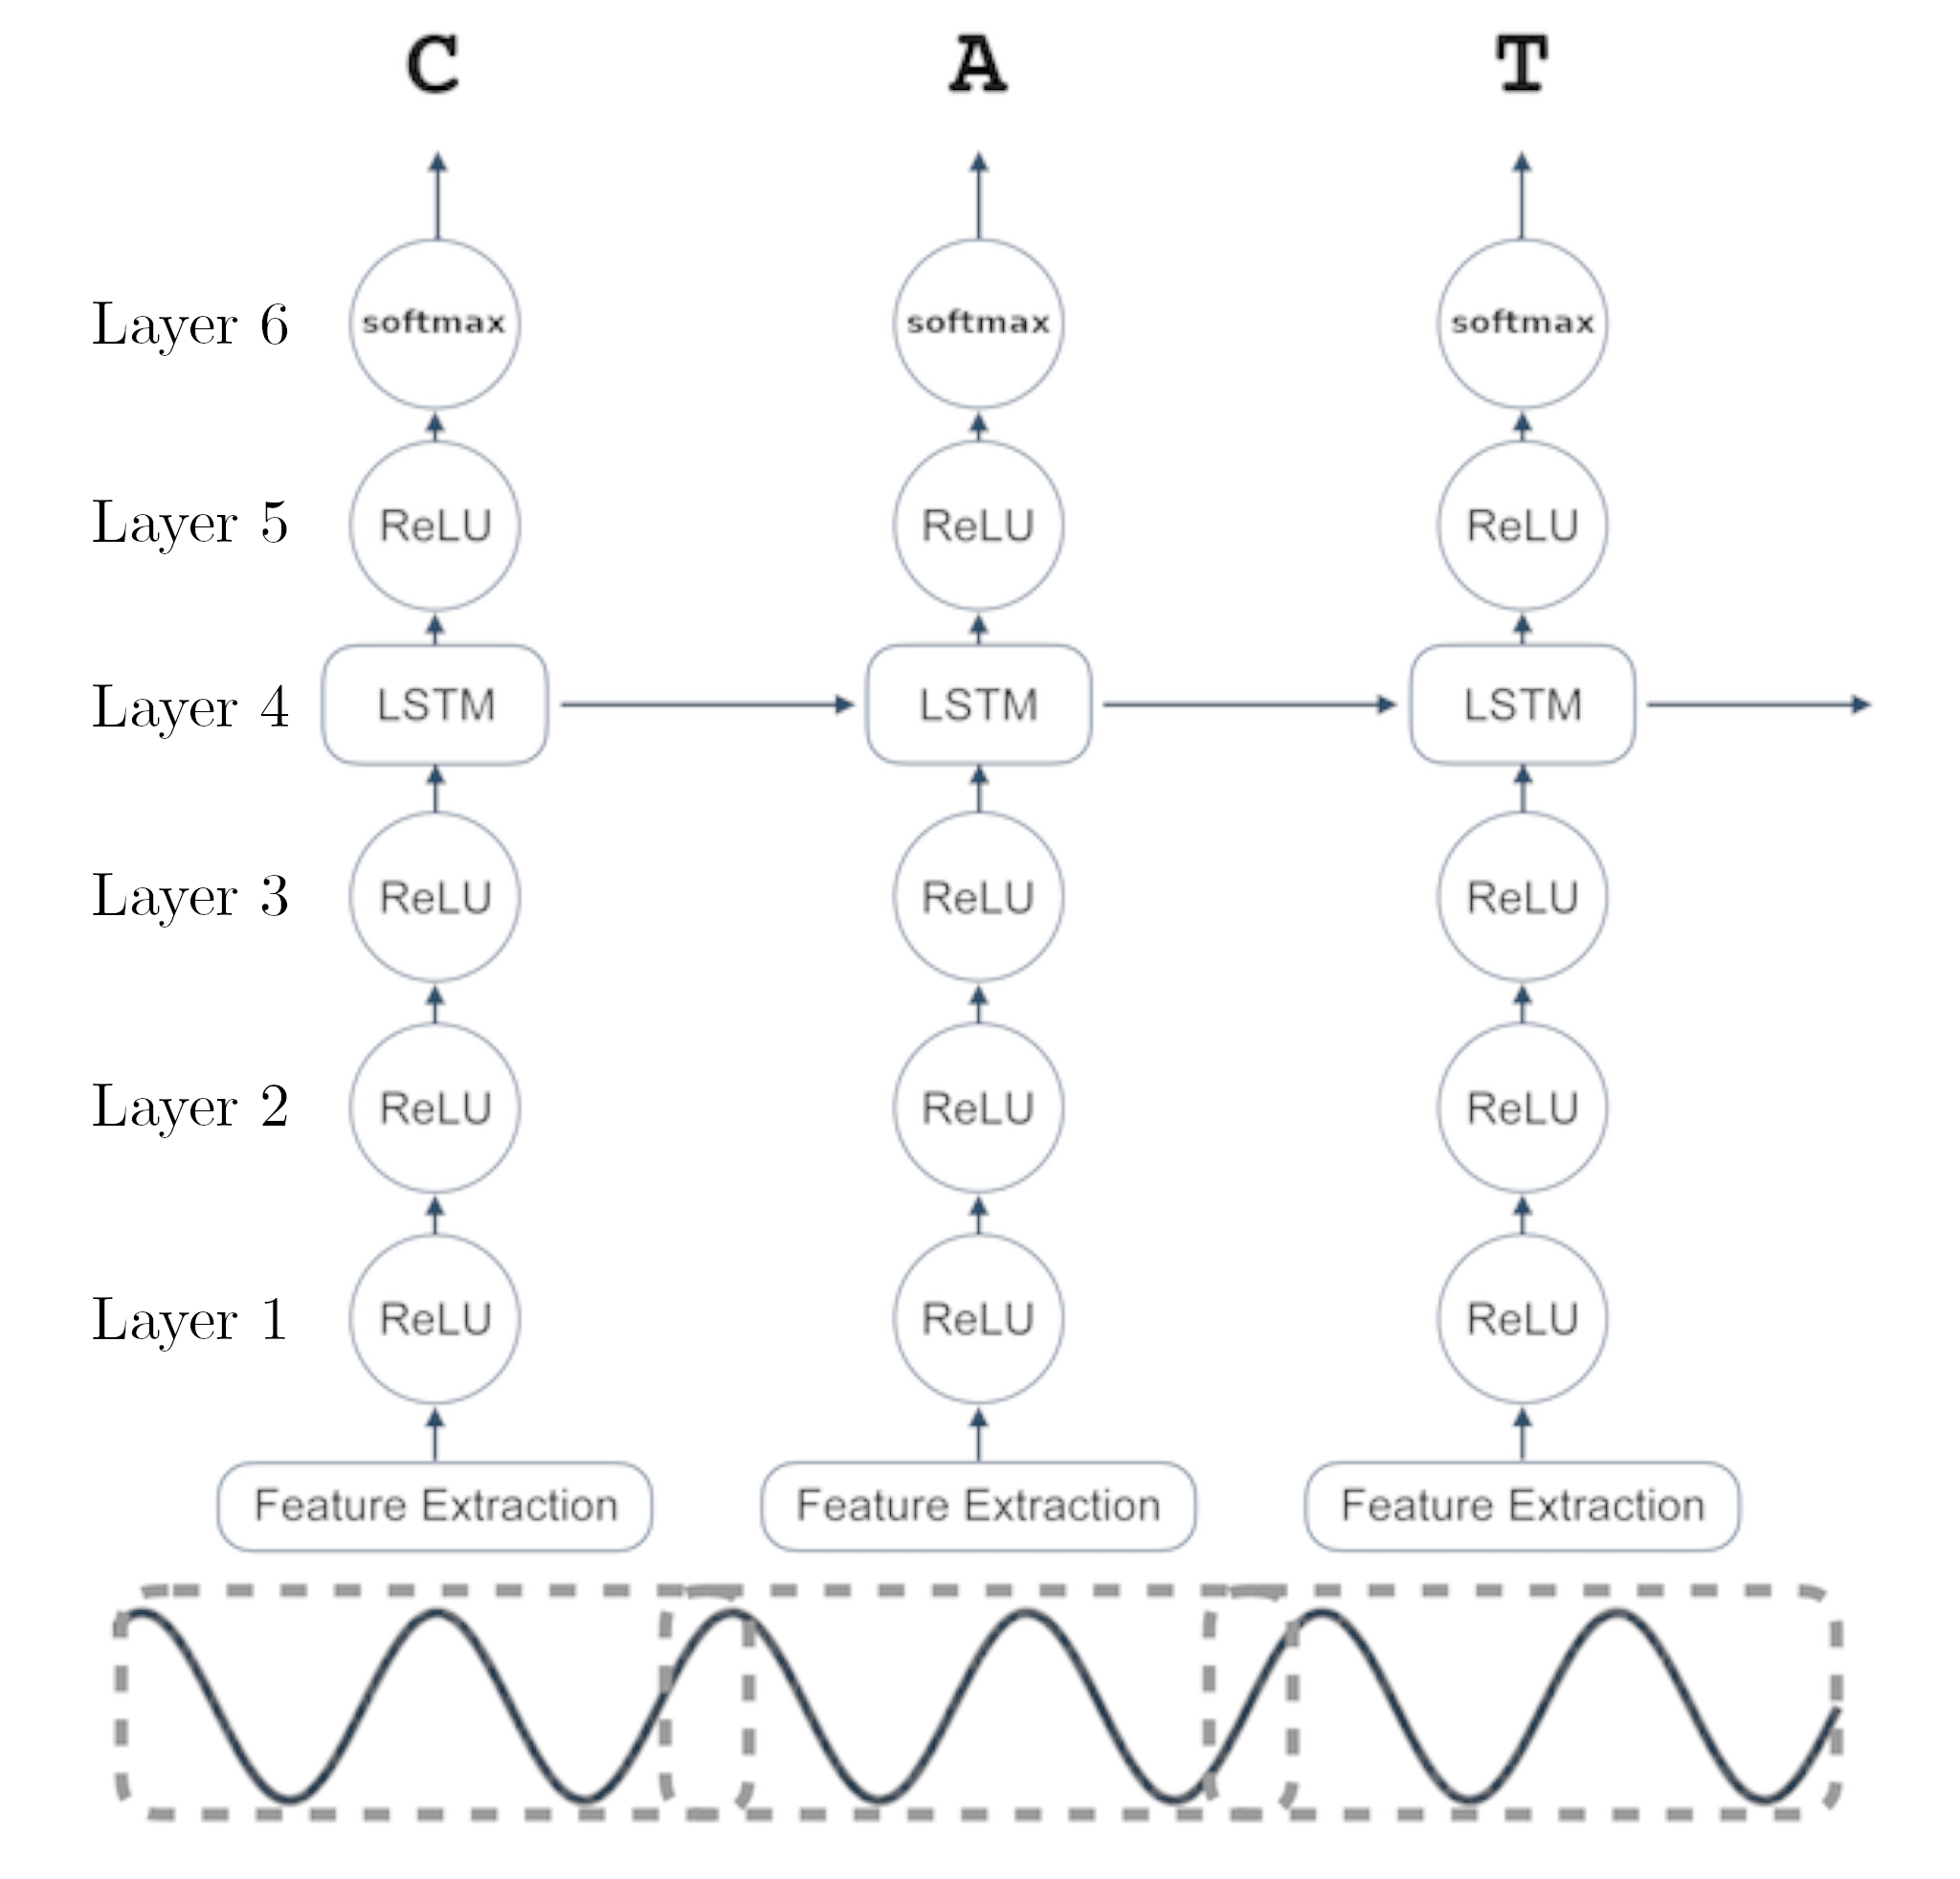 C A T
Layer 6 softmax softmax softmax
Layer 5 ReLU ReLU ReLU
Layer 4 LSTM LSTM LSTM
Layer 3 ReLU ReLU ReLU
Layer 2 ReLU ReLU ReLU
Layer 1 ReLU ReLU ReLU
Feature Extraction Feature Extraction Feature Extraction